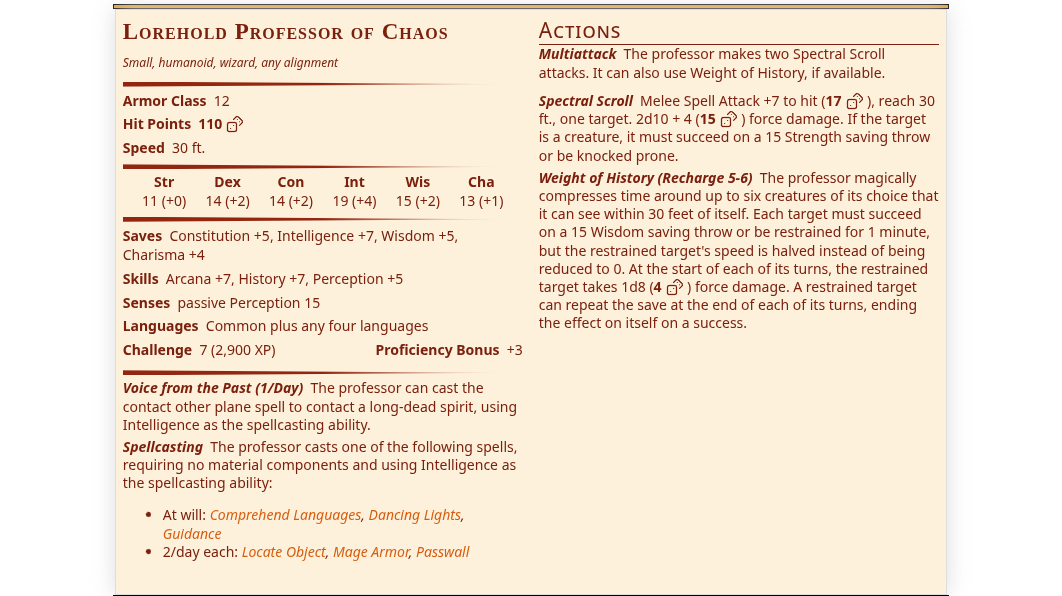 Lorehold Professor of Chaos
Small, humanoid, wizard, any alignment
Armor Class 12
Hit Points 110
Speed 30 ft.
Str Dex Con Int Wis Cha
11 (+0) 14 (+2) 14 (+2) 19 (+4) 15 (+2) 13 (+1)
Saves Constitution +5, Intelligence +7, Wisdom +5,
Charisma +4
Skills Arcana +7, History +7, Perception +5
Senses passive Perception 15
Languages Common plus any four languages
Challenge 7 (2,900 XP) Proficiency Bonus +3
Voice from the Past (1/Day) The professor can cast the
contact other plane spell to contact a long-dead spirit, using
Intelligence as the spellcasting ability.
Spellcasting The professor casts one of the following spells,
requiring no material components and using Intelligence as
the spellcasting ability:
• At will: Comprehend Languages, Dancing Lights,
Guidance
• 2/day each: Locate Object, Mage Armor, Passwall
Actions
Multiattack The professor makes two Spectral Scroll
attacks. It can also use Weight of History, if available.
Spectral Scroll Melee Spell Attack +7 to hit (17 ), reach 30
ft., one target. 2d10 + 4 (15 ) force damage. If the target
is a creature, it must succeed on a 15 Strength saving throw
or be knocked prone.
Weight of History (Recharge 5-6) The professor magically
compresses time around up to six creatures of its choice that
it can see within 30 feet of itself. Each target must succeed
on a 15 Wisdom saving throw or be restrained for 1 minute,
but the restrained target's speed is halved instead of being
reduced to 0. At the start of each of its turns, the restrained
target takes 1d8 (4 ) force damage. A restrained target
can repeat the save at the end of each of its turns, ending
the effect on itself on a success.